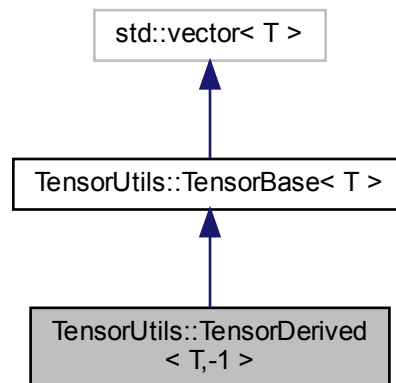 std::vector< T >
TensorUtils::TensorBase< T >
TensorUtils::TensorDerived
< T,-1 >